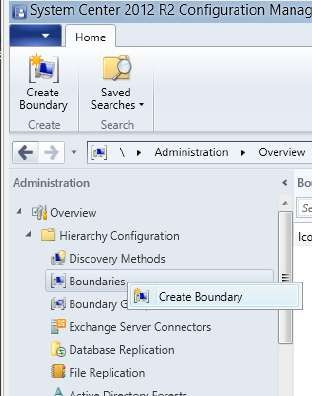 System Center 2012 R2 Configuration Manag
Home
Create
Boundary
Saved
Searches
Create
Search
\ Administration Overview
Administration
Bo
Overview
Se
Hierarchy Configuration
Ico
Discovery Methods
Boundaries
Create Boundary
Boundary G
Exchange Server Connectors
Database Replication
File Replication
Active Directory Forests